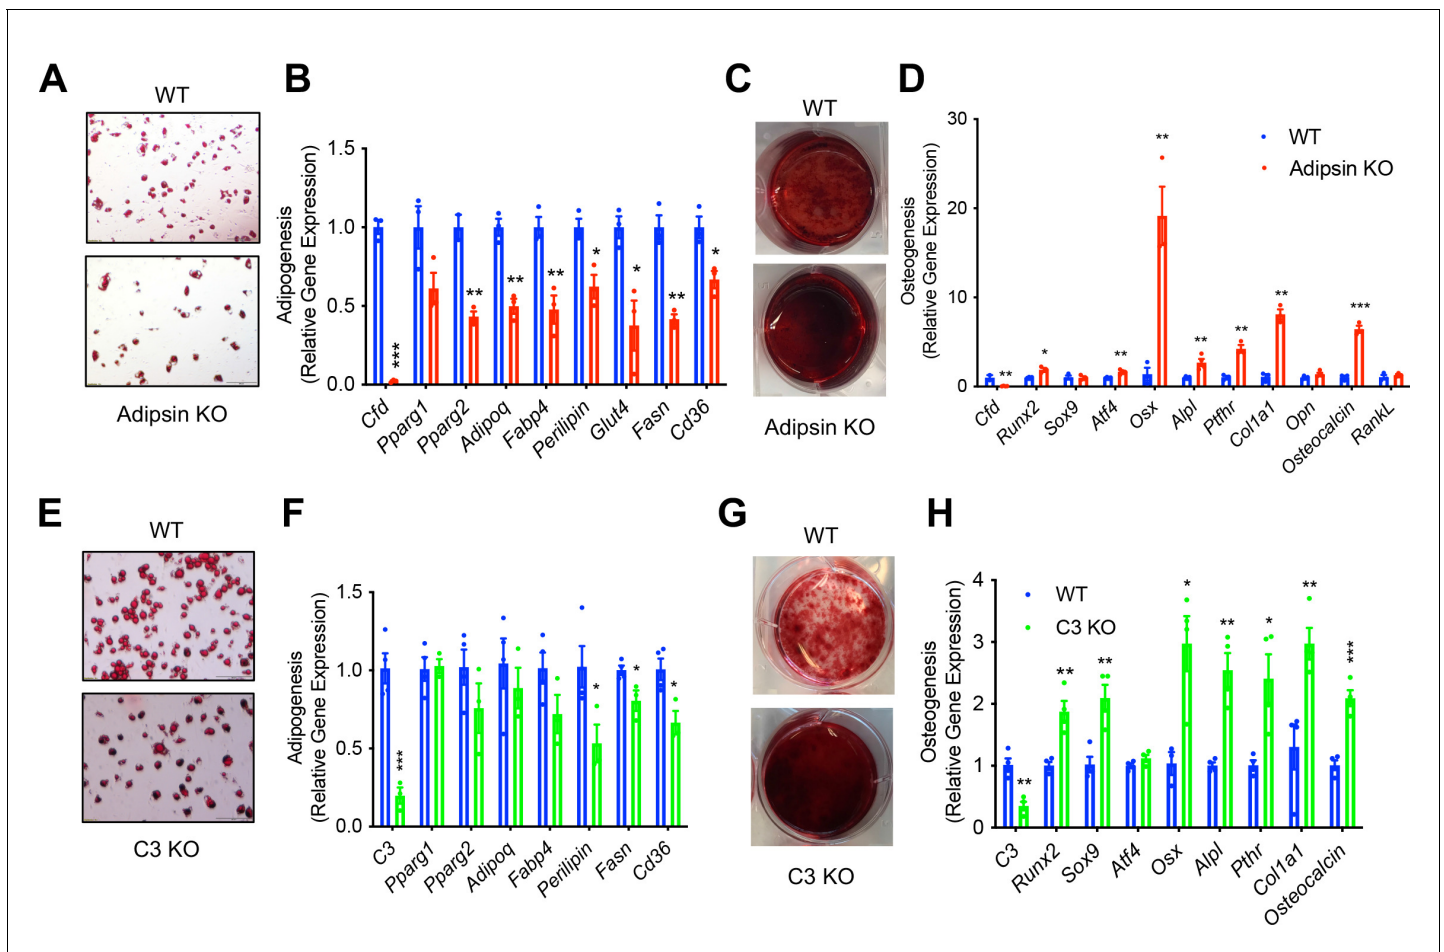 A
WT
Adipsin KO
B
Adipogenesis
(Relative Gene Expression)
1.5
1.0
0.5
0.0
***
**
**
**
*
*
**
*
Cfd
Pparg1
Pparg2
Adipoq
Fabp4
Perilipin
Glut4
Fasn
Cd36
C
WT
Adipsin KO
D
Osteogenesis
(Relative Gene Expression)
30
20
10
0
WT
Adipsin KO
**
*
**
**
**
**
**
***
Cfd
Runx2
Sox9
Atf4
Osx
Alpl
Ptfhr
Col1a1
Opn
Osteocalcin
RankL
E
WT
C3 KO
F
Adipogenesis
(Relative Gene Expression)
1.5
1.0
0.5
0.0
***
*
*
*
C3
Pparg1
Pparg2
Adipoq
Fabp4
Perilipin
Fasn
Cd36
G
WT
C3 KO
H
Osteogenesis
(Relative Gene Expression)
4
3
2
1
0
WT
C3 KO
**
**
**
*
**
*
**
***
C3
Runx2
Sox9
Atf4
Osx
Alpl
Pthr
Col1a1
Osteocalcin